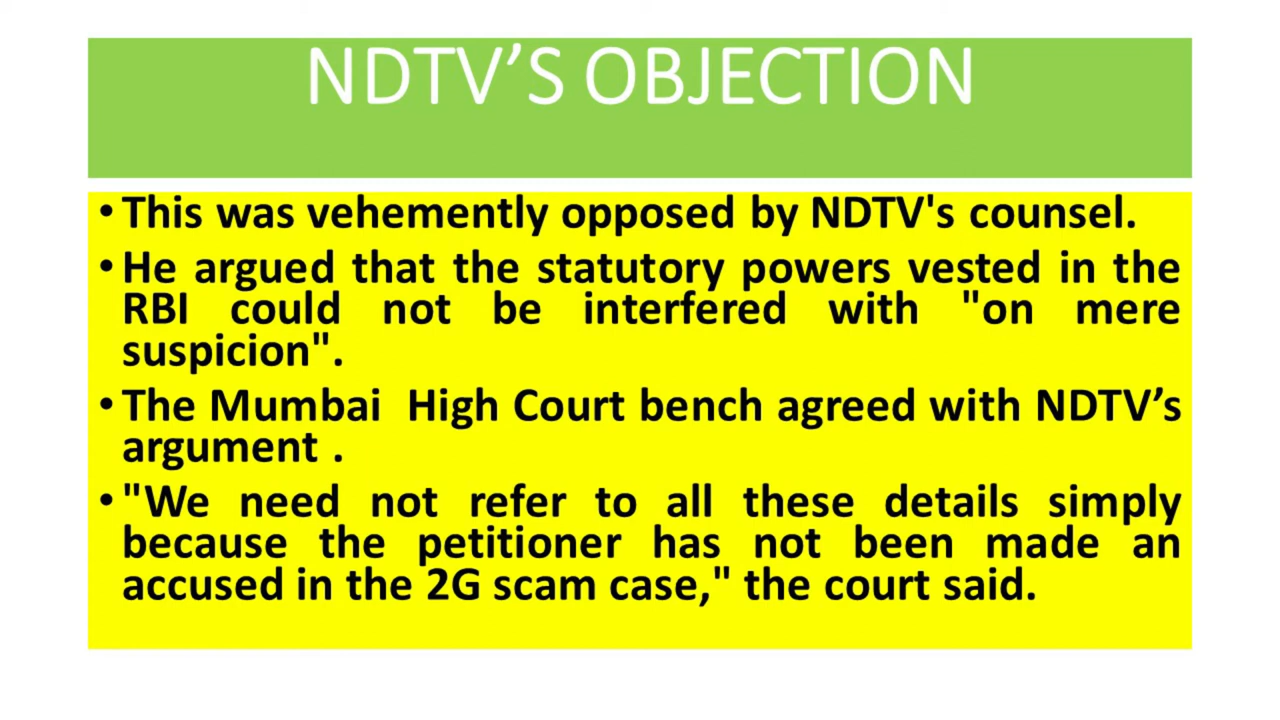 NDTV’S OBJECTION
• This was vehemently opposed by NDTV's counsel.
• He argued that the statutory powers vested in the
RBI could not be interfered with "on mere
suspicion".
• The Mumbai  High Court bench agreed with NDTV’s
argument .
• "We need not refer to all these details simply
because the petitioner has not been made an
accused in the 2G scam case," the court said.